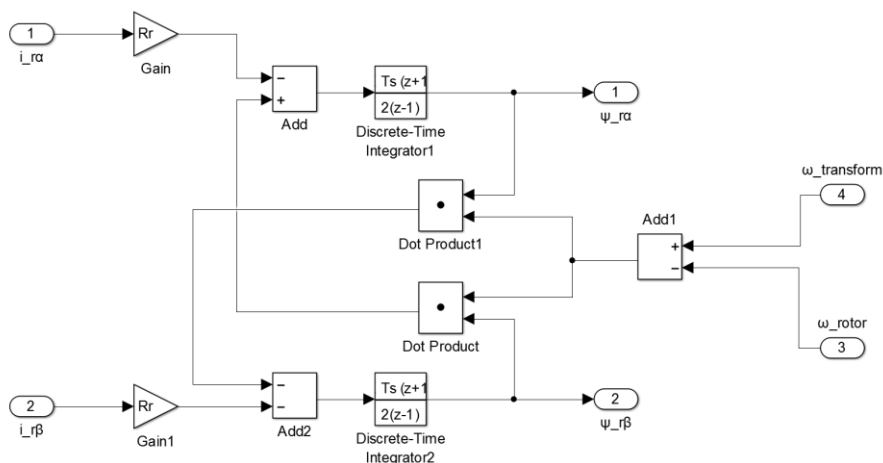 1
i_rα
Rr
Gain
−
+
Add
Ts (z+1
2(z-1)
Discrete-Time
Integrator1
1
ψ_rα
ω_transform
4
Dot Product1
Add1
+
−
Dot Product
ω_rotor
3
2
i_rβ
Rr
Gain1
−
−
Add2
Ts (z+1
2(z-1)
Discrete-Time
Integrator2
2
ψ_rβ